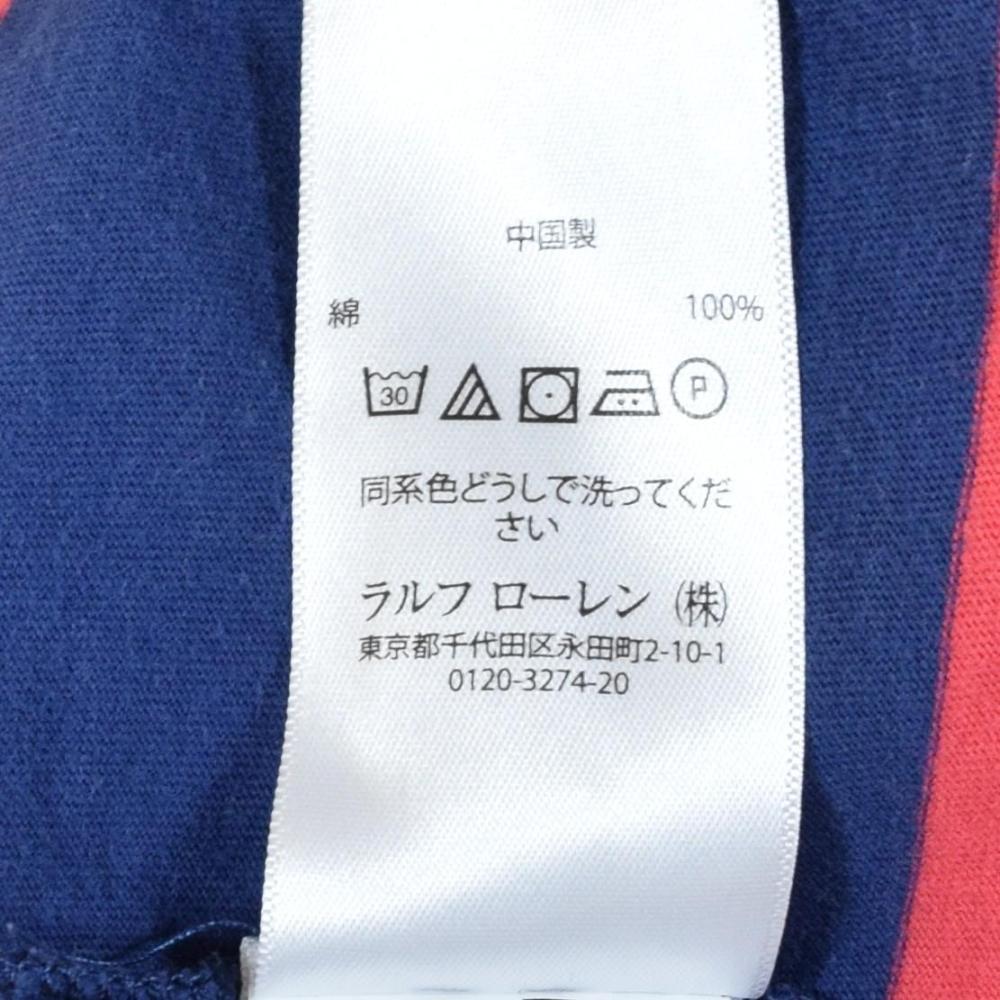 中国製
綿 100%
30 P
同系色どうしで洗ってくだ
さい
ラルフ ローレン (株)
東京都千代田区永田町2-10-1
0120-3274-20